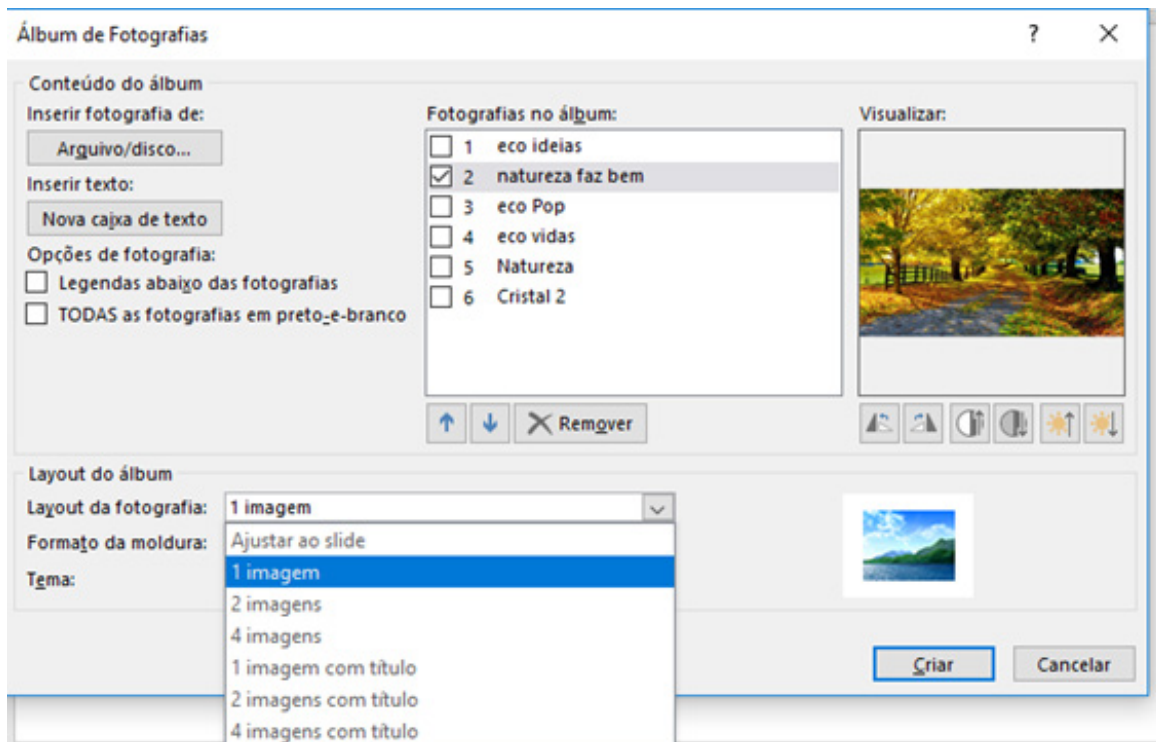 Álbum de Fotografias
?
Conteúdo do álbum
Inserir fotografia de:
Arquivo/disco...
Inserir texto:
Nova caixa de texto
Opções de fotografia:
Legendas abaixo das fotografias
TODAS as fotografias em preto-e-branco
Fotografias no álbum:
1 eco ideias
2 natureza faz bem
3 eco Pop
4 eco vidas
5 Natureza
6 Cristal 2
Remover
Visualizar:
Layout do álbum
Layout da fotografia: 1 imagem
Formato da moldura:
Tema:
Ajustar ao slide
1 imagem
2 imagens
4 imagens
1 imagem com título
2 imagens com título
4 imagens com título
Criar
Cancelar